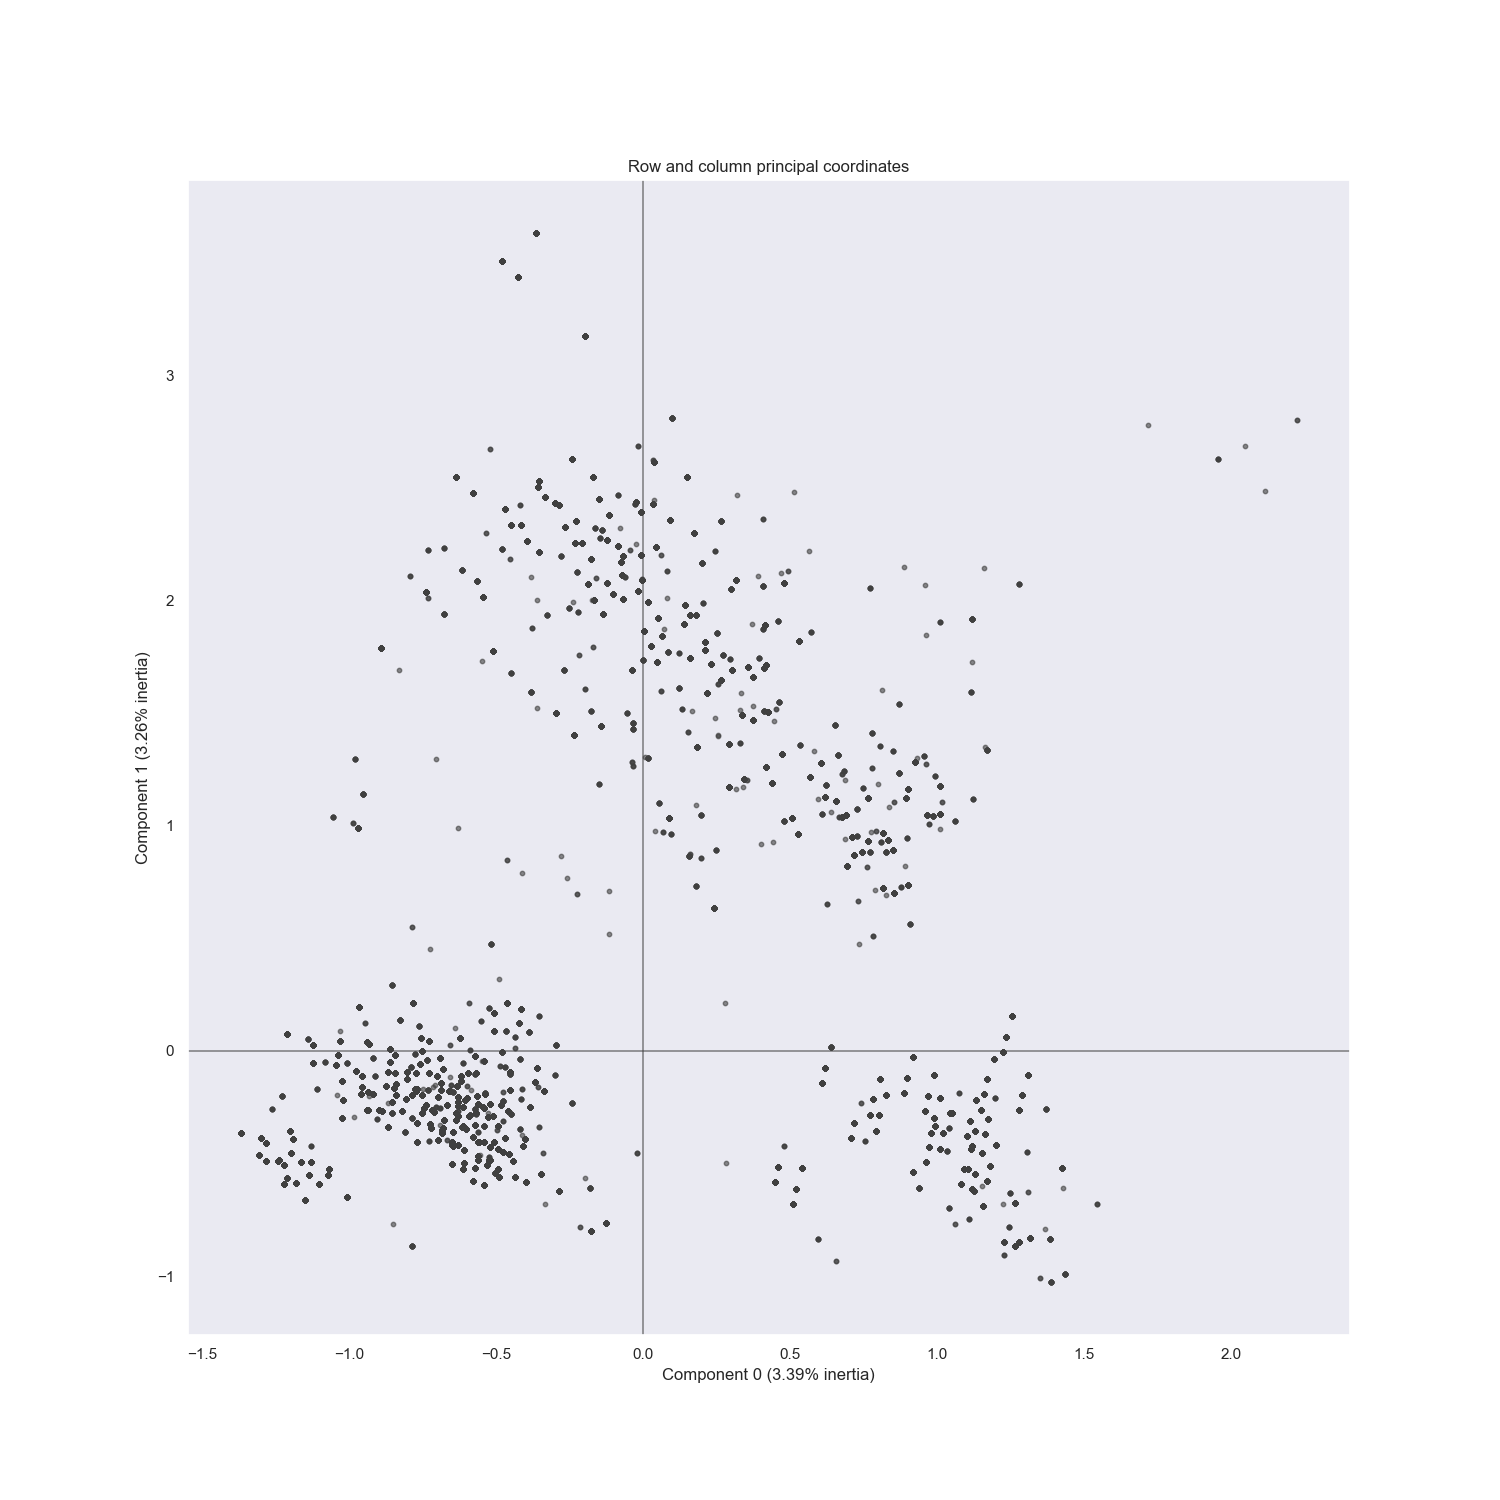 Row and column principal coordinates
3
2
1
0
−1
Component 1 (3.26% inertia)
−1.5 −1.0 −0.5 0.0 0.5 1.0 1.5 2.0
Component 0 (3.39% inertia)